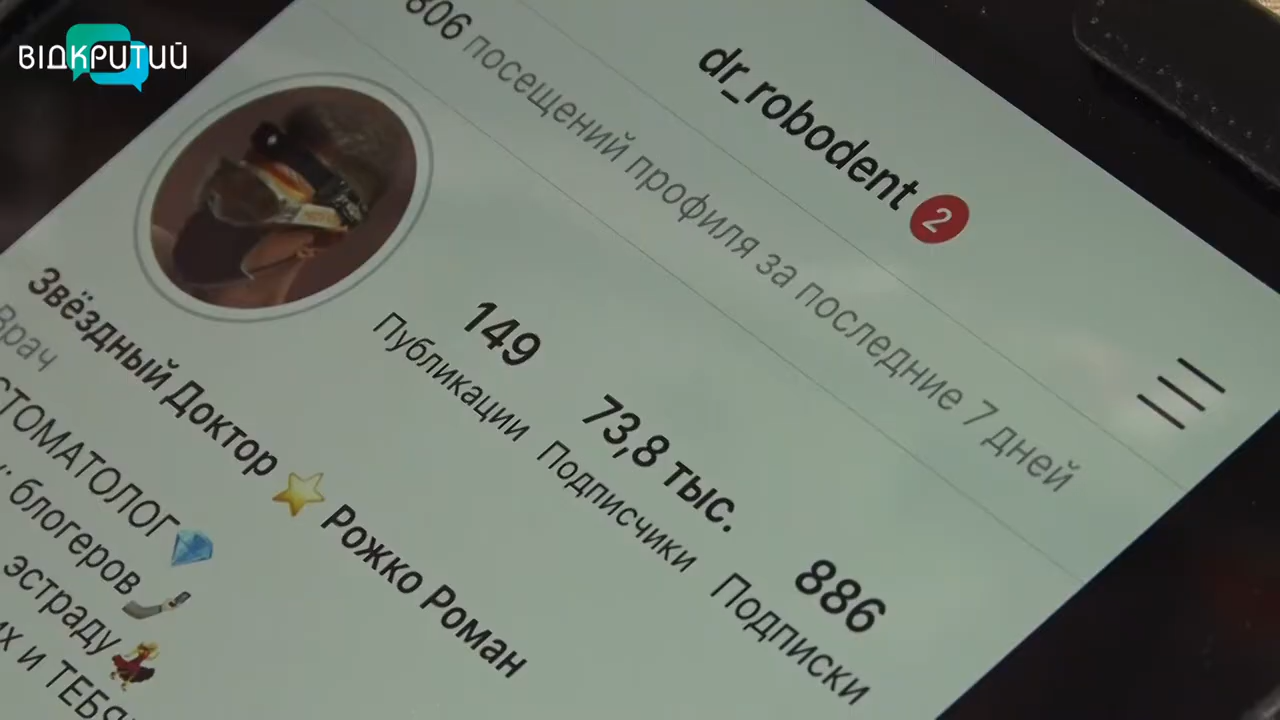 ВІДКРИТИЙ
dr_robodent 2
806 посещений профиля за последние 7 дней
149
Публикации
73,8 тыс.
Подписчики
886
Подписки
Звёздный Доктор ⭐ Рожко Роман
Врач
СТОМАТОЛОГ💎
блогеров
эстраду💃
и ТЕБЯ